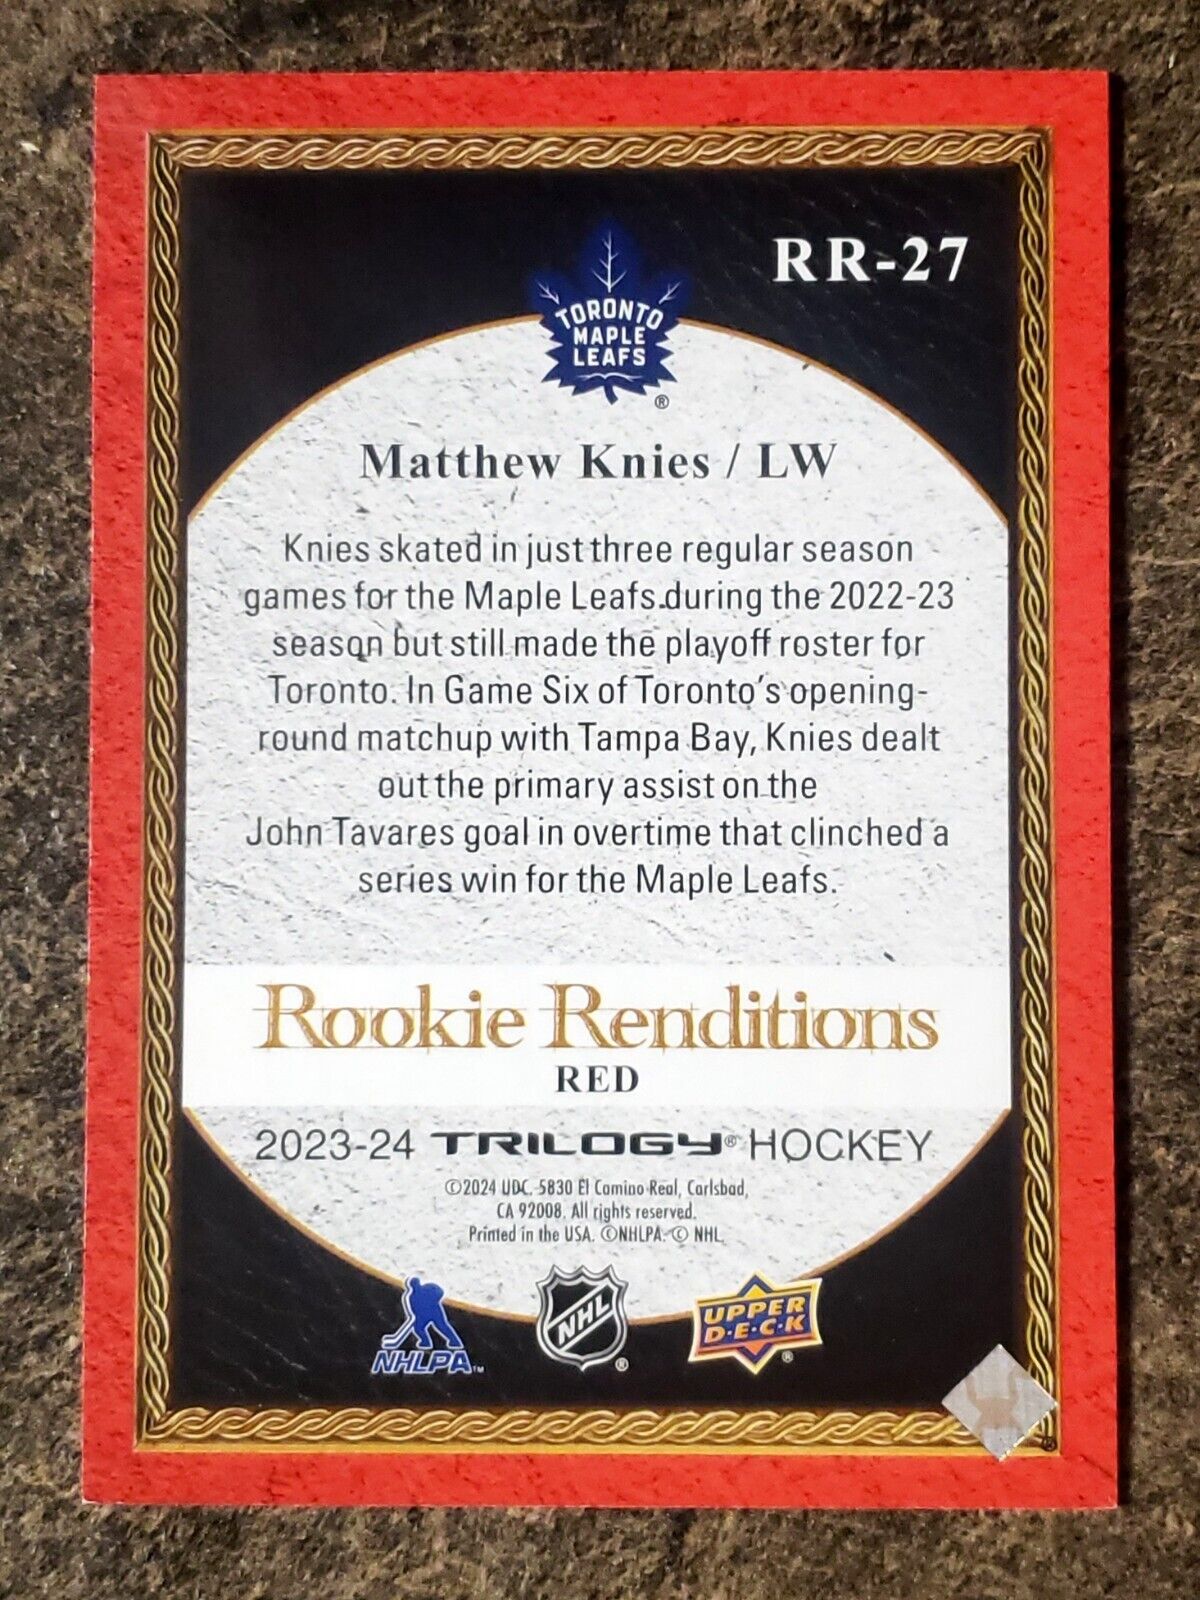 RR-27
TORONTO
MAPLE
LEAFS
®
Matthew Knies / LW
Knies skated in just three regular season
games for the Maple Leafs during the 2022-23
season but still made the playoff roster for
Toronto. In Game Six of Toronto's opening-
round matchup with Tampa Bay, Knies dealt
out the primary assist on the
John Tavares goal in overtime that clinched a
series win for the Maple Leafs.
Rookie Renditions
RED
2023-24 TRILOGY® HOCKEY
©2024 UDC. 5830 El Camino Real, Carlsbad,
CA 92008. All rights reserved.
Printed in the USA. ©NHLPA. © NHL.
NHLPA™ NHL® UPPER
D·E·C·K®